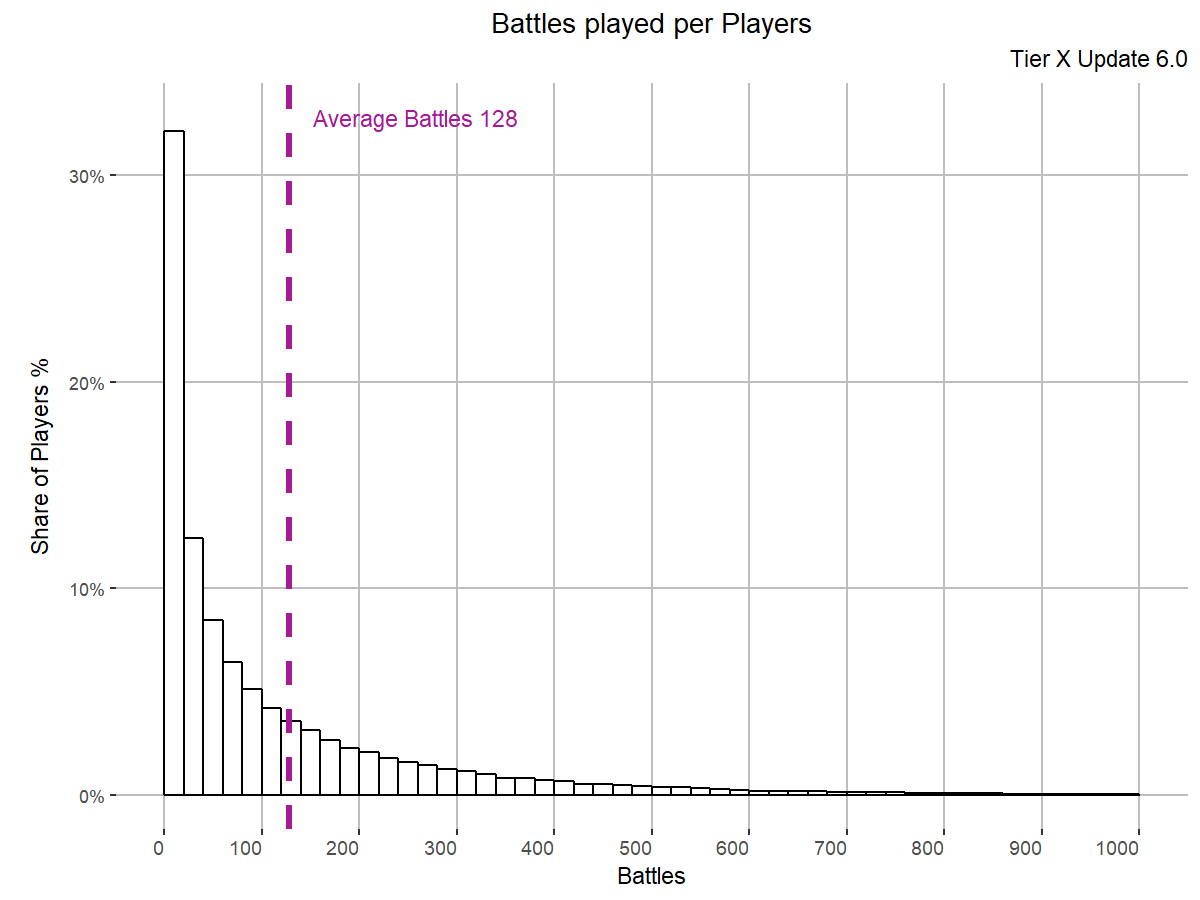 Battles played per Players
Tier X Update 6.0
Average Battles 128
30%
20%
10%
0%
Share of Players %
0 100 200 300 400 500 600 700 800 900 1000
Battles